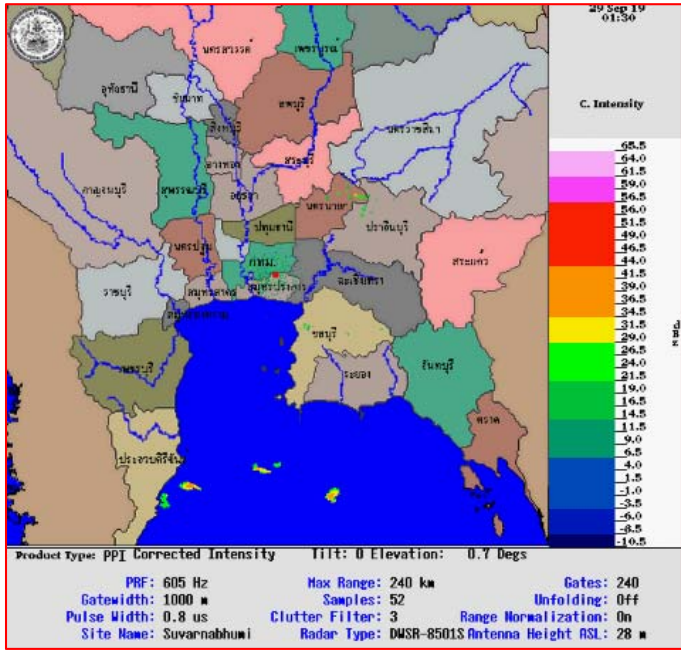 29 Sep 19
01:30
C. Intensity
นครสวรรค์
เพชรบูรณ์
อุทัยธานี
ชัยนาท
ลพบุรี
สิงห์บุรี
นครราชสีมา
อ่างทอง
สระบุรี
กาญจนบุรี
สุพรรณบุรี
อยุธยา
นครนายก
ปราจีนบุรี
ปทุมธานี
นครปฐม
กทม.
สระแก้ว
ราชบุรี
สมุทรสาคร
สมุทรปราการ
ฉะเชิงเทรา
สมุทรสงคราม
ชลบุรี
เพชรบุรี
ระยอง
จันทบุรี
ตราด
ประจวบคีรีขันธ์
65.5
64.0
61.5
59.0
56.5
56.0
51.0
48.5
46.0
44.0
41.5
39.0
36.5
34.0
31.5
29.0
26.5
24.0
21.5
19.0
16.5
14.0
11.5
9.0
6.5
4.0
1.5
-1.0
-3.5
-6.0
-8.5
-10.5
dBz
Product Type: PPI Corrected Intensity Tilt: 0 Elevation: 0.7 Degs
PRF: 605 Hz Max Range: 240 km Gates: 240
Gatewidth: 1000 m Samples: 52 Unfolding: Off
Pulse Width: 0.8 us Clutter Filter: 3 Range Normalization: On
Site Name: Suvarnabhumi Radar Type: DWSR-8501S Antenna Height ASL: 28 m